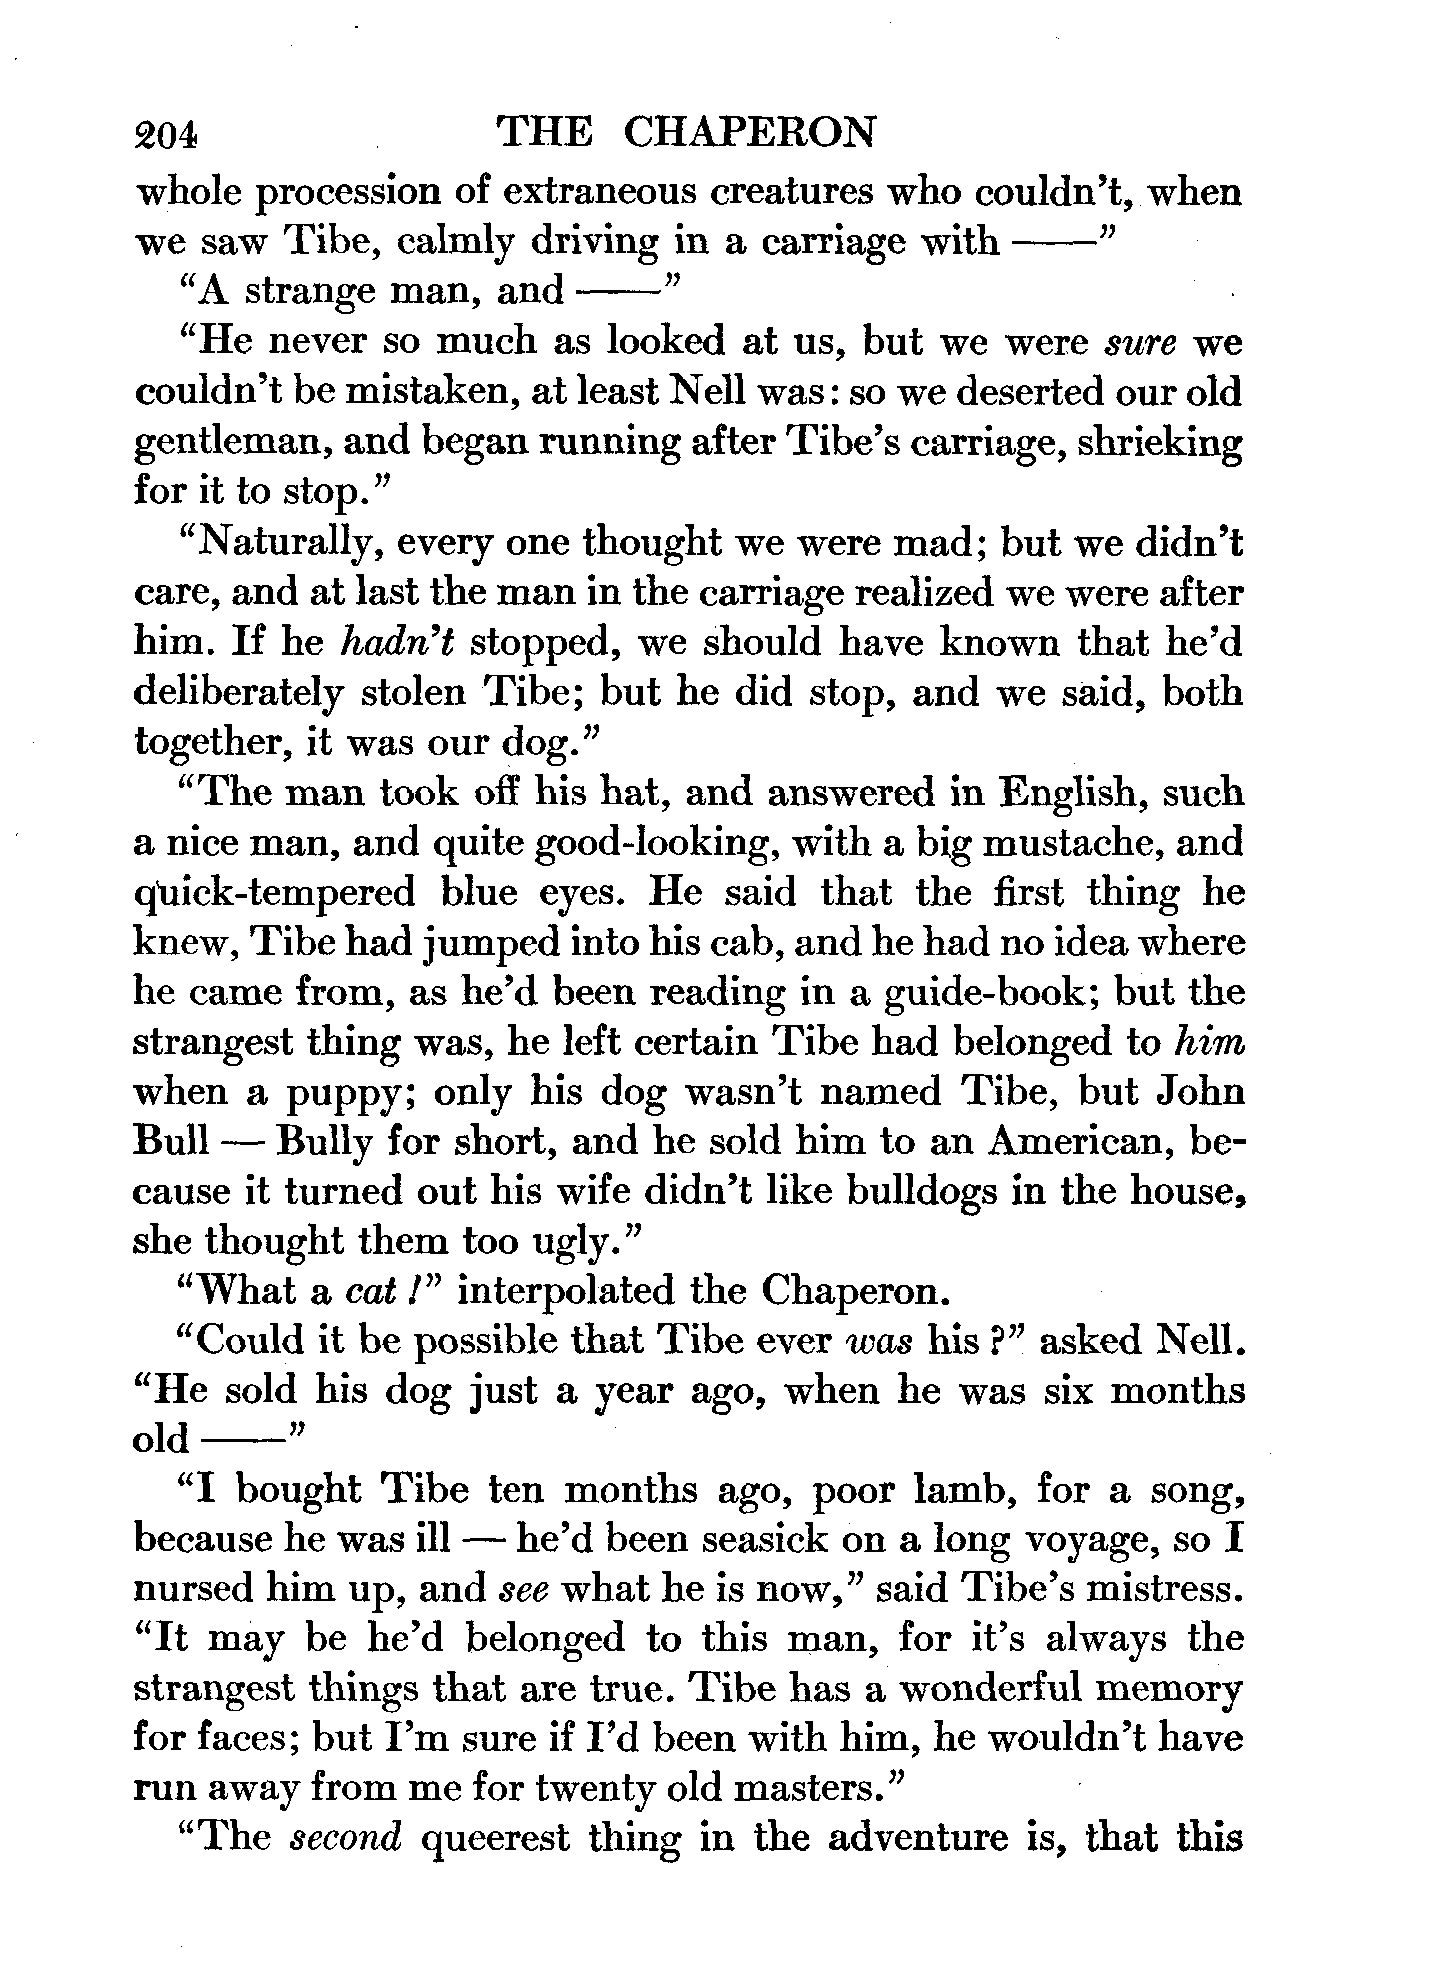 204 THE CHAPERON
whole procession of extraneous creatures who couldn't, when
we saw Tibe, calmly driving in a carriage with ——"
"A strange man, and ——"
"He never so much as looked at us, but we were sure we
couldn't be mistaken, at least Nell was: so we deserted our old
gentleman, and began running after Tibe's carriage, shrieking
for it to stop."
"Naturally, every one thought we were mad; but we didn't
care, and at last the man in the carriage realized we were after
him. If he hadn't stopped, we should have known that he'd
deliberately stolen Tibe; but he did stop, and we said, both
together, it was our dog."
"The man took off his hat, and answered in English, such
a nice man, and quite good-looking, with a big mustache, and
quick-tempered blue eyes. He said that the first thing he
knew, Tibe had jumped into his cab, and he had no idea where
he came from, as he'd been reading in a guide-book; but the
strangest thing was, he left certain Tibe had belonged to him
when a puppy; only his dog wasn't named Tibe, but John
Bull — Bully for short, and he sold him to an American, be-
cause it turned out his wife didn't like bulldogs in the house,
she thought them too ugly."
"What a cat!" interpolated the Chaperon.
"Could it be possible that Tibe ever was his?" asked Nell.
"He sold his dog just a year ago, when he was six months
old ——"
"I bought Tibe ten months ago, poor lamb, for a song,
because he was ill — he'd been seasick on a long voyage, so I
nursed him up, and see what he is now," said Tibe's mistress.
"It may be he'd belonged to this man, for it's always the
strangest things that are true. Tibe has a wonderful memory
for faces; but I'm sure if I'd been with him, he wouldn't have
run away from me for twenty old masters."
"The second queerest thing in the adventure is, that this